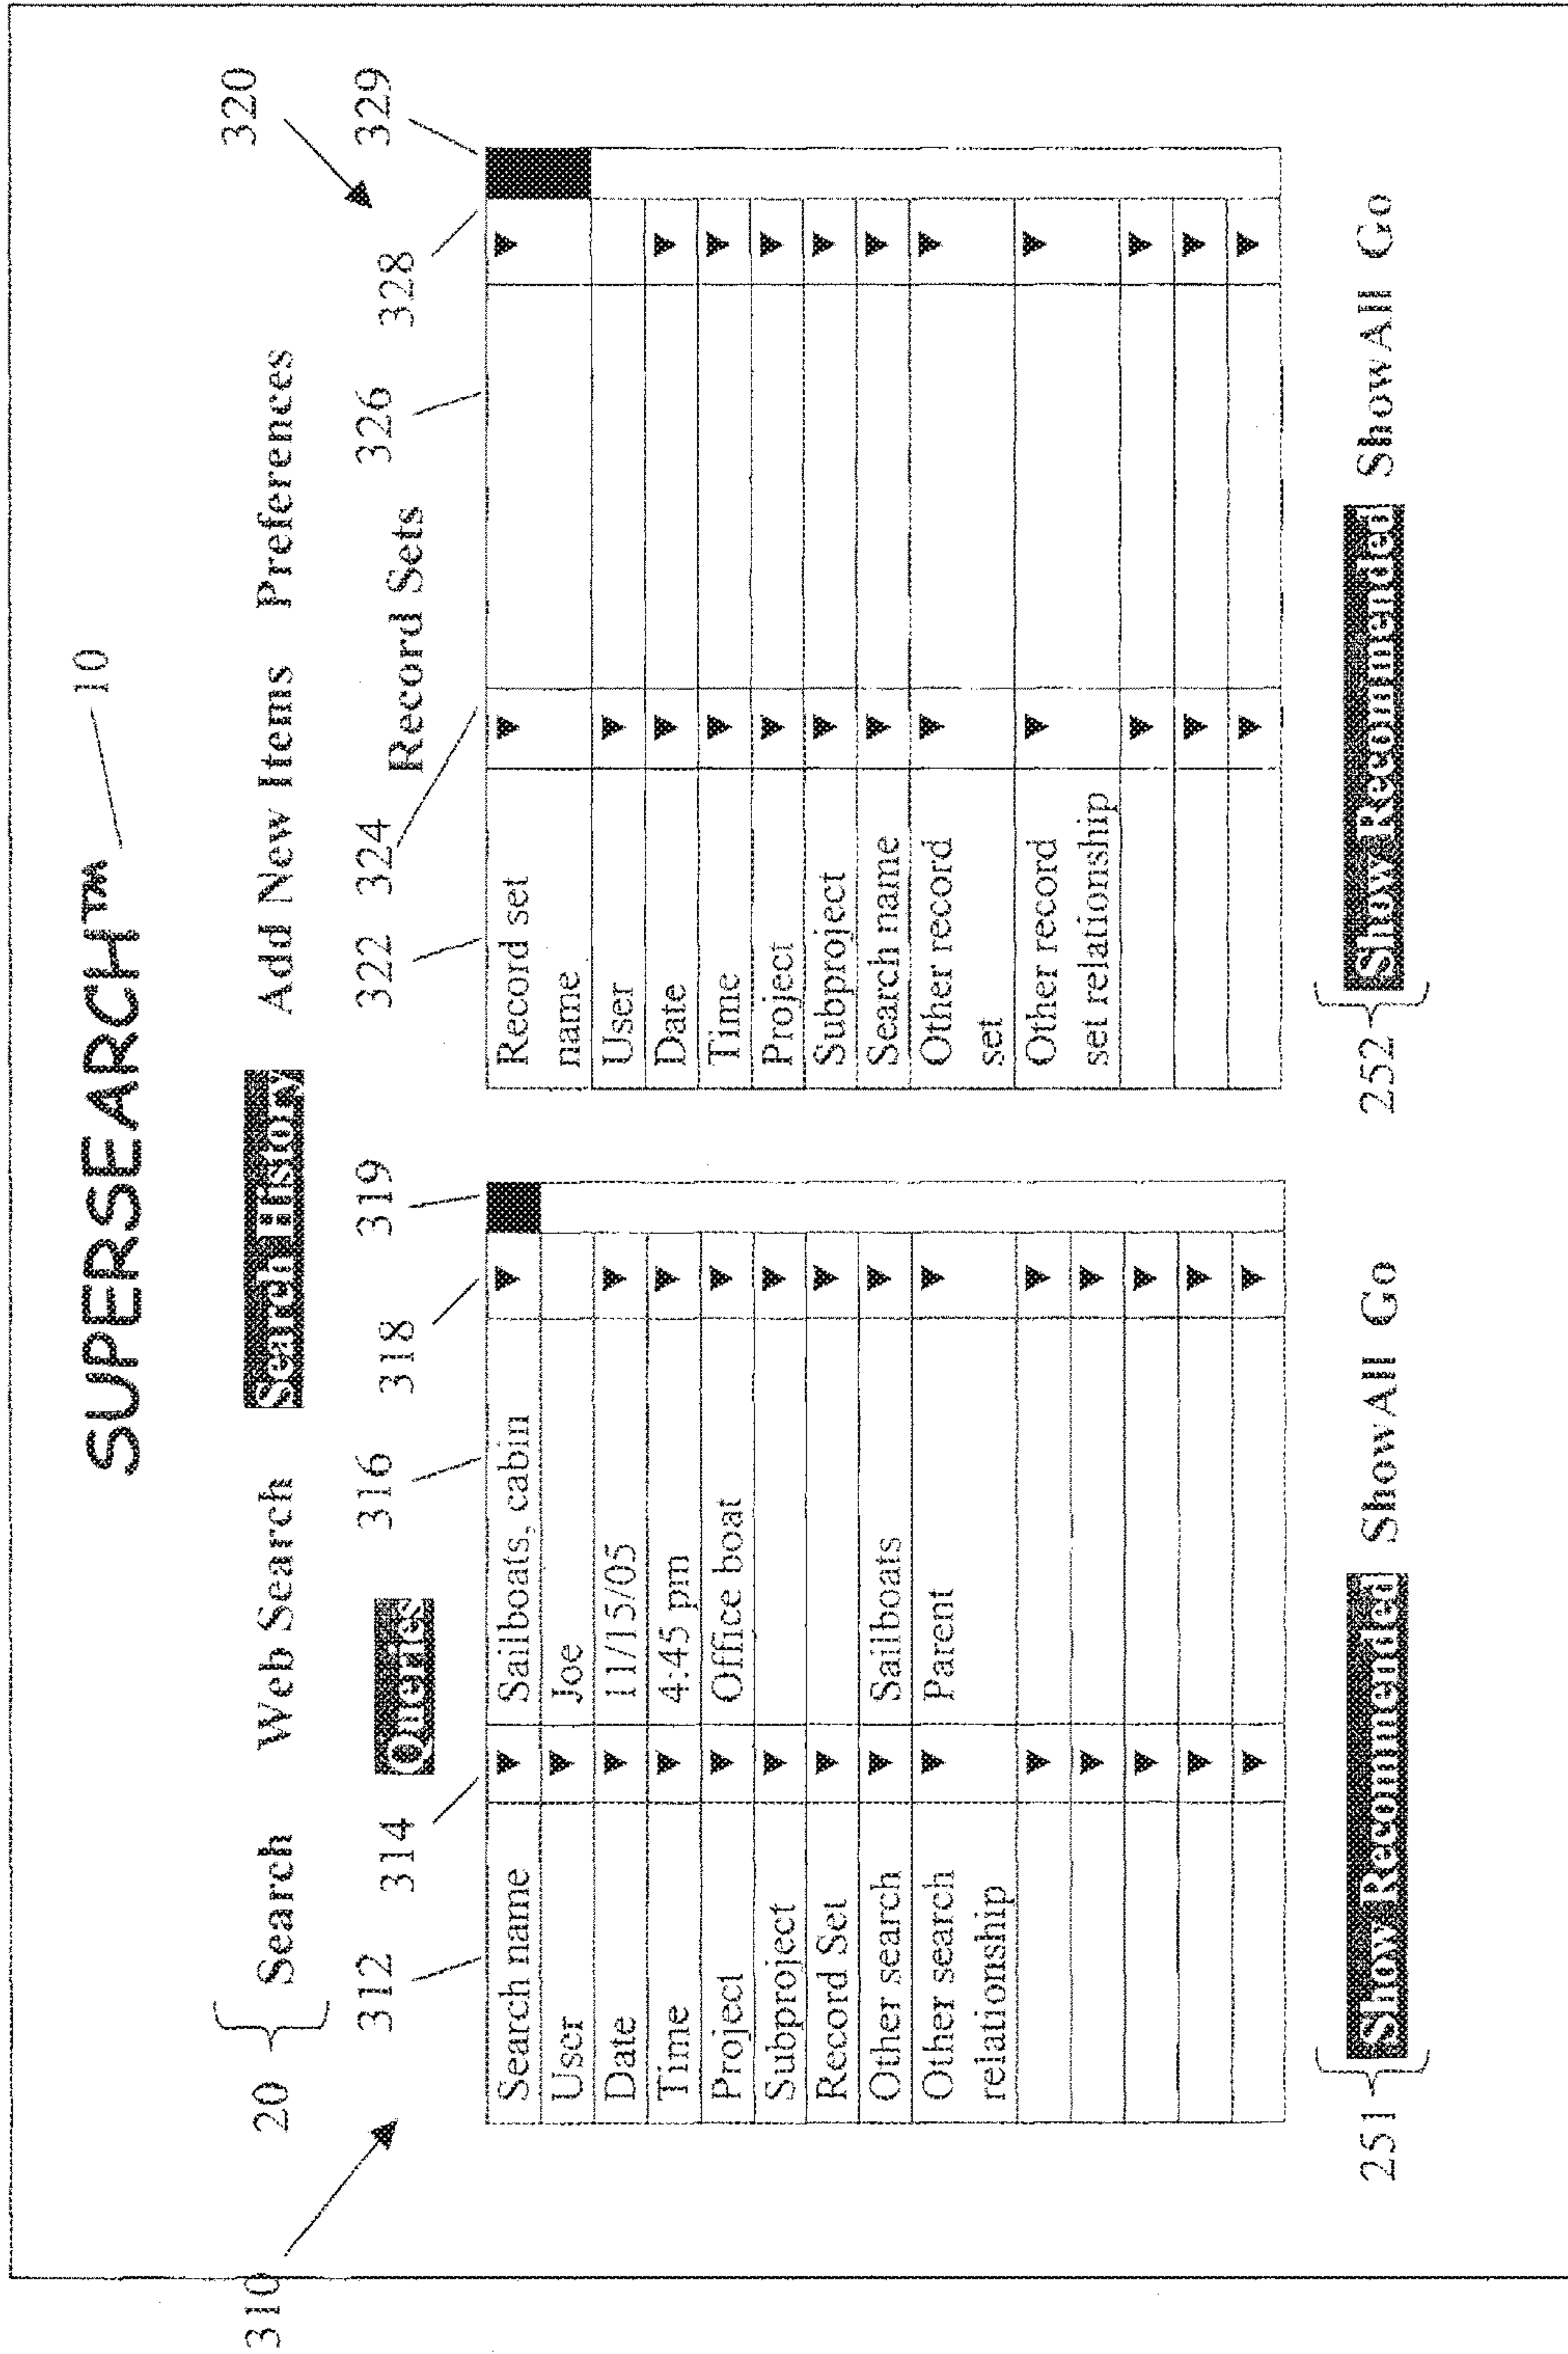 SUPERSEARCH™ 10
20 Search Web Search Search History Add New Items Preferences 320
310 312 314 Queries 316 318 319
Search name Sailboats, cabin
User Joe
Date 11/15/05
Time 4:45 pm
Project Office boat
Subproject
Record Set
Other search Sailboats
Other search Parent
relationship
251 Show Recommended Show All Go
322 324 Record Sets 326 328 329
Record set
name
User
Date
Time
Project
Subproject
Search name
Other record
set
Other record
set relationship
252 Show Recommended Show All Go